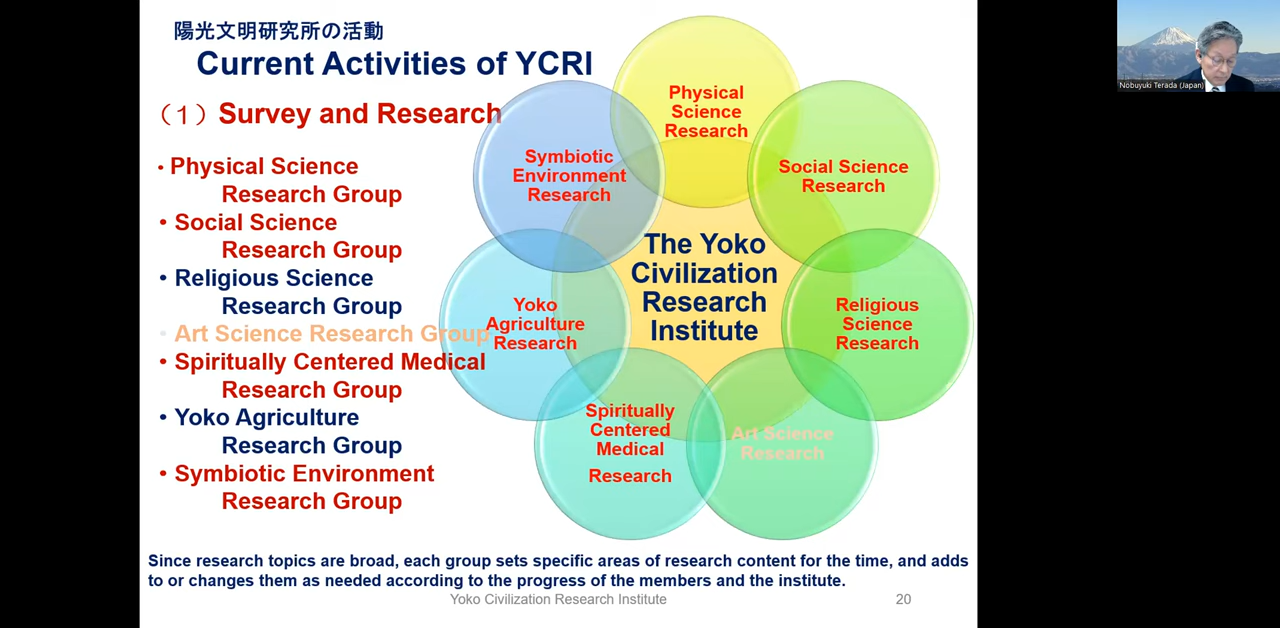 陽光文明研究所の活動
Current Activities of YCRI
（１）Survey and Research
・Physical Science
Research Group
• Social Science
Research Group
• Religious Science
Research Group
• Art Science Research Group
• Spiritually Centered Medical
Research Group
• Yoko Agriculture
Research Group
• Symbiotic Environment
Research Group
Physical
Science
Research
Social Science
Research
Religious
Science
Research
Art Science
Research
Spiritually
Centered
Medical
Research
Yoko
Agriculture
Research
Symbiotic
Environment
Research
The Yoko
Civilization
Research
Institute
Since research topics are broad, each group sets specific areas of research content for the time, and adds
to or changes them as needed according to the progress of the members and the institute.
Yoko Civilization Research Institute
20
Nobuyuki Terada (Japan)